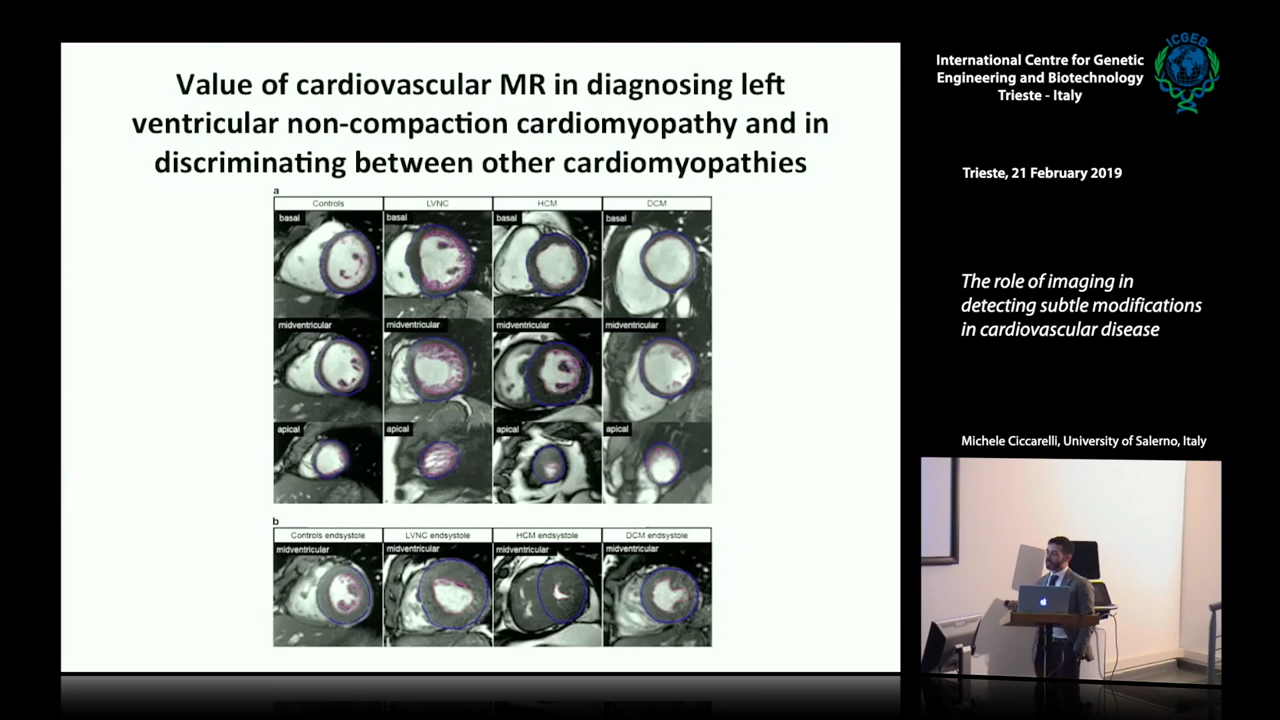 Value of cardiovascular MR in diagnosing left
ventricular non-compaction cardiomyopathy and in
discriminating between other cardiomyopathies
a
Controls LVNC HCM DCM
basal basal basal basal
midventricular midventricular midventricular midventricular
apical apical apical apical
b
Controls endsystole LVNC endystole HCM endystole DCM endystole
midventricular midventricular midventricular midventricular
International Centre for Genetic
Engineering and Biotechnology
Trieste - Italy
ICGEB
Trieste, 21 February 2019
The role of imaging in
detecting subtle modifications
in cardiovascular disease
Michele Ciccarelli, University of Salerno, Italy